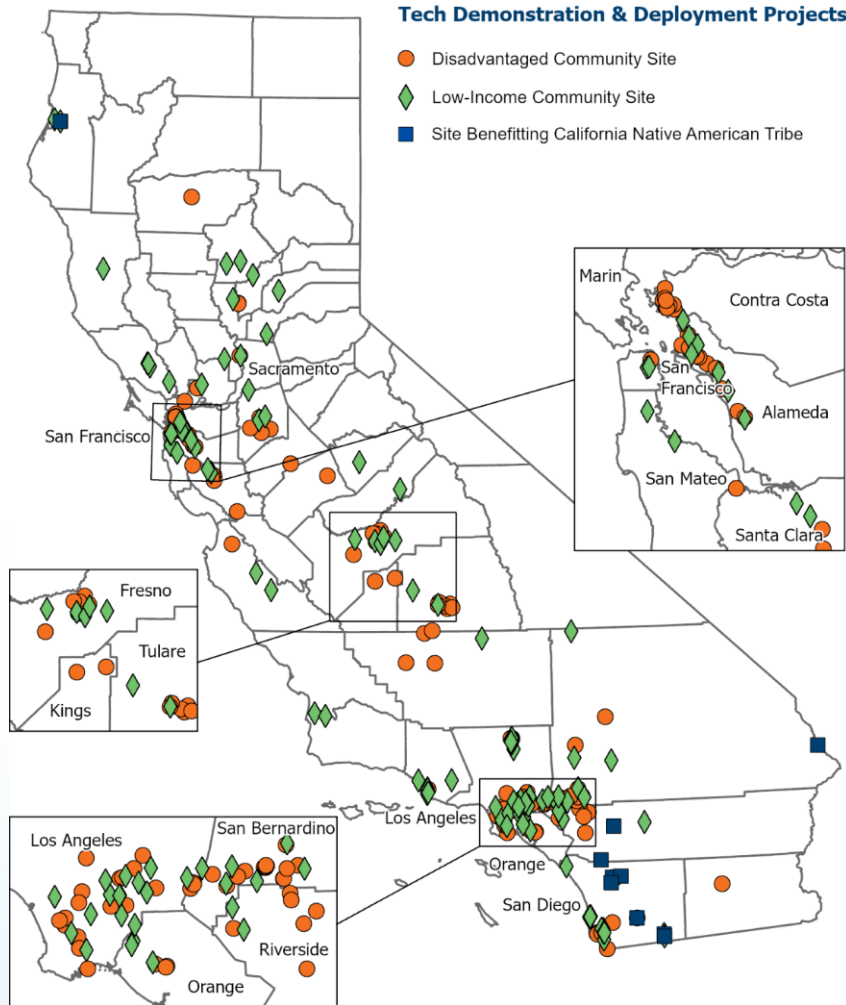 Tech Demonstration & Deployment Projects
Disadvantaged Community Site
Low-Income Community Site
Site Benefitting California Native American Tribe
Marin
Contra Costa
San
Francisco
Alameda
San Mateo
Santa Clara
Sacramento
San Francisco
Fresno
Tulare
Kings
Los Angeles
Orange
San Diego
San Bernardino
Los Angeles
Riverside
Orange